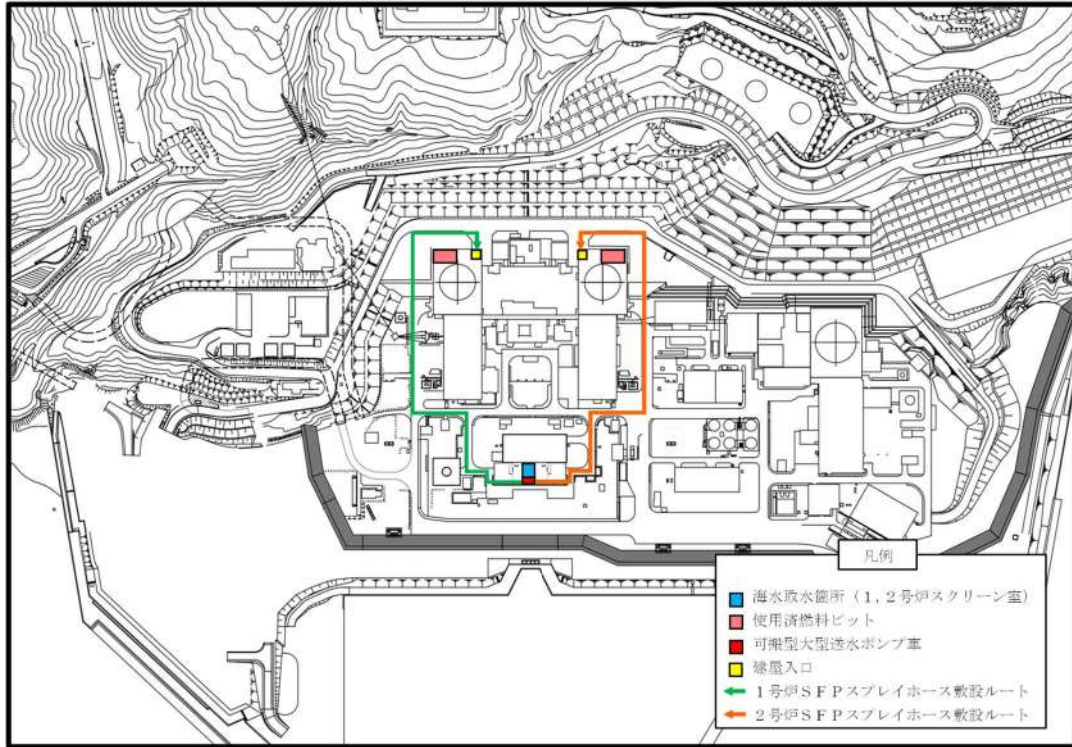 凡例
海水取水箇所（1，2号炉スクリーン室）
使用済燃料ピット
可搬型大型送水ポンプ車
建屋入口
1号炉SFPスプレイホース敷設ルート
2号炉SFPスプレイホース敷設ルート